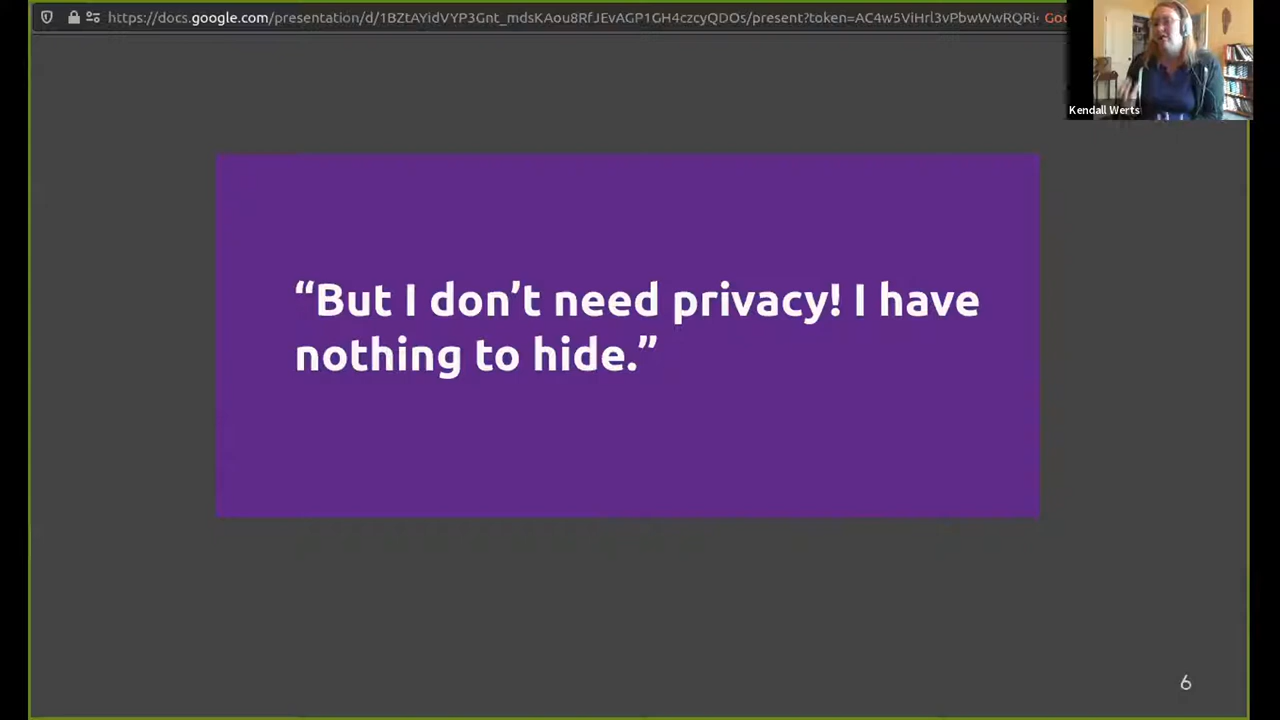 https://docs.google.com/presentation/d/1BZtAYidVYP3Gnt_mdsKAou8RfJEvAGP1GH4czcyQDOs/present?token=AC4w5ViHrl3vPbwWwRQRi
Kendall Werts
“But I don’t need privacy! I have
nothing to hide.”
6